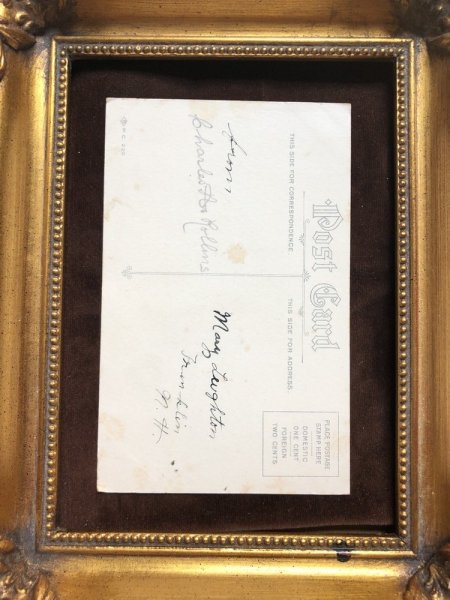 Post Card
THIS SIDE FOR CORRESPONDENCE
THIS SIDE FOR ADDRESS.
PLACE POSTAGE
STAMP HERE
DOMESTIC
ONE CENT
FOREIGN
TWO CENTS
From
Rollins
Mary Leighton
Franklin
N. H.